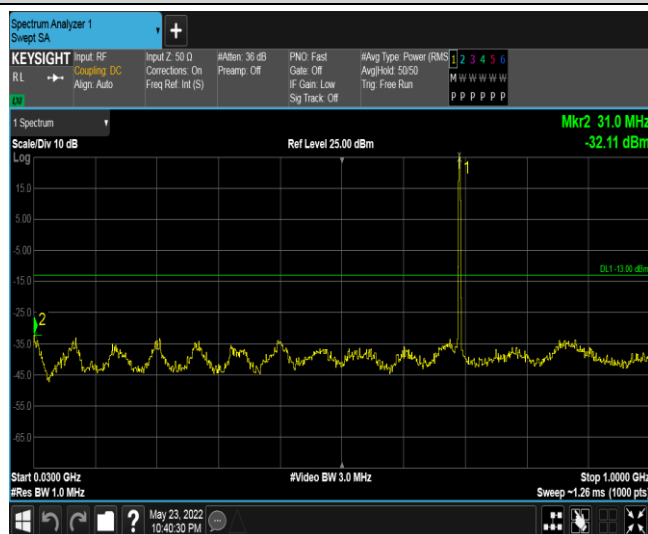 Spectrum Analyzer 1
Swept SA
+
KEYSIGHT Input: RF Input Z: 50 Ω #Atten: 36 dB PNO: Fast #Avg Type: Power (RMS 1 2 3 4 5 6
RL Coupling: DC Corrections: On Preamp: Off Gate: Off Avg|Hold: 50/50 M W W W W W
Align: Auto Freq Ref: Int (S) IF Gain: Low Trig: Free Run
Sig Track: Off P P P P P P
LXI
1 Spectrum Mkr2 31.0 MHz
Scale/Div 10 dB Ref Level 25.00 dBm -32.11 dBm
Log
1
15.0
5.00
-5.00
DL1 -13.00 dBm
-15.0
-25.0
2
-35.0
-45.0
-55.0
-65.0
Start 0.0300 GHz #Video BW 3.0 MHz Stop 1.0000 GHz
#Res BW 1.0 MHz Sweep ~1.26 ms (1000 pts)
? May 23, 2022
10:40:30 PM